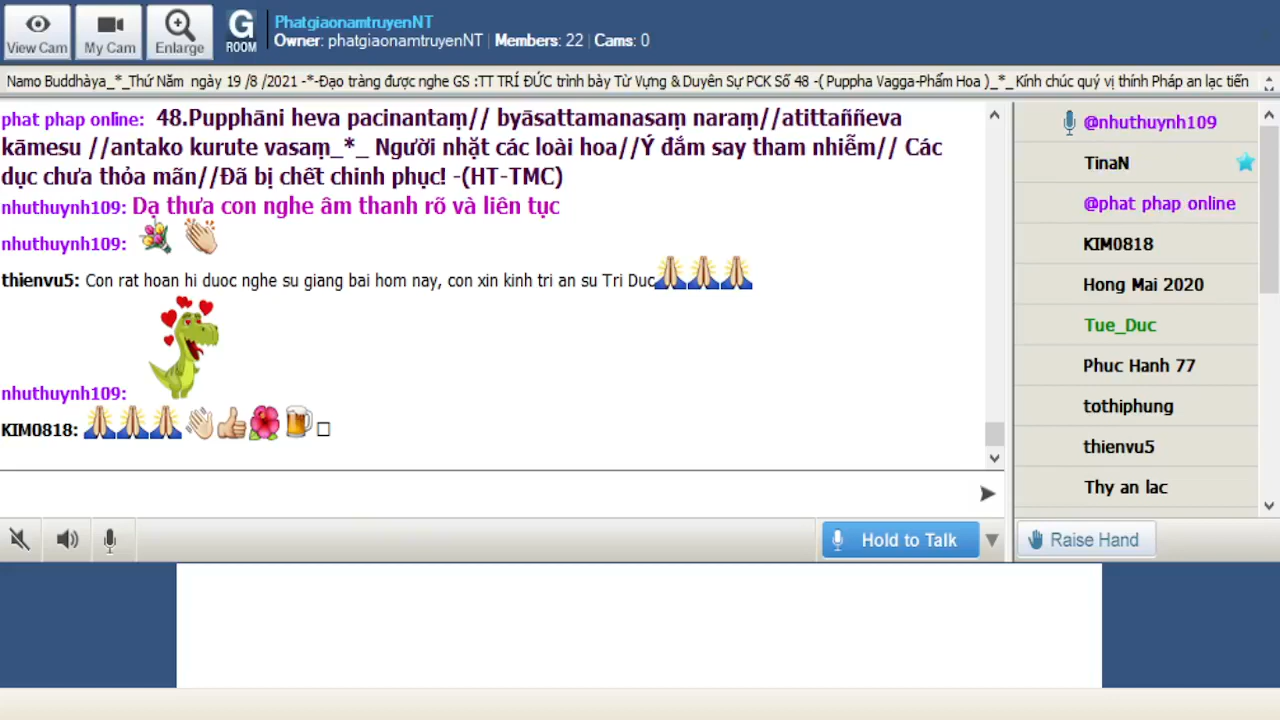 View Cam
My Cam
Enlarge
G
ROOM
PhatgiaonamtruyenNT
Owner: phatgiaonamtruyenNT | Members: 22 | Cams: 0
Namo Buddhàya_*_Thứ Năm ngày 19 /8 /2021 -*-Đạo tràng được nghe GS :TT TRÍ ĐỨC trình bày Từ Vựng & Duyên Sự PCK Số 48 -( Puppha Vagga-Phẩm Hoa )_*_Kính chúc quý vị thính Pháp an lạc tiến
phat phap online: 48.Pupphāni heva pacinantaṃ// byāsattamanasaṃ naraṃ//atittaññeva
kāmesu //antako kurute vasaṃ_*_ Người nhặt các loài hoa//Ý đắm say tham nhiễm// Các
dục chưa thỏa mãn//Đã bị chết chinh phục! -(HT-TMC)
nhuthuynh109: Dạ thưa con nghe âm thanh rõ và liên tục
nhuthuynh109:
thienvu5: Con rat hoan hi duoc nghe su giang bai hom nay, con xin kinh tri an su Tri Duc
nhuthuynh109:
KIM0818:
@nhuthuynh109
TinaN
@phat phap online
KIM0818
Hong Mai 2020
Tue_Duc
Phuc Hanh 77
tothiphung
thienvu5
Thy an lac
Hold to Talk
Raise Hand